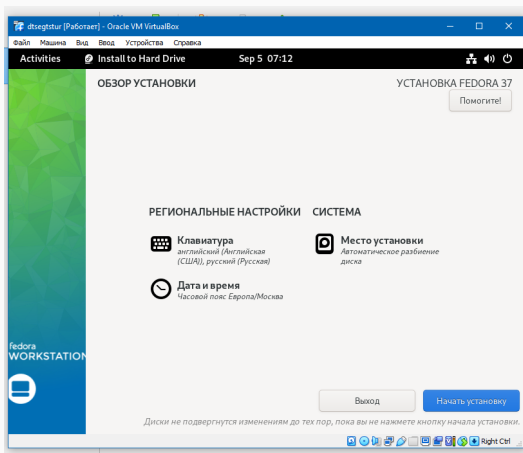 dtsegtstur [Работает] - Oracle VM VirtualBox
Файл Машина Вид Ввод Устройства Справка
Activities Install to Hard Drive Sep 5 07:12
ОБЗОР УСТАНОВКИ
УСТАНОВКА FEDORA 37
Помогите!
РЕГИОНАЛЬНЫЕ НАСТРОЙКИ
СИСТЕМА
Клавиатура
английский (Английская
(США)), русский (Русская)
Место установки
Автоматическое разбиение
диска
Дата и время
Часовой пояс Европа/Москва
fedora
WORKSTATION
Выход
Начать установку
Диски не подвергнутся изменениям до тех пор, пока вы не нажмете кнопку начала установки.
Right Ctrl